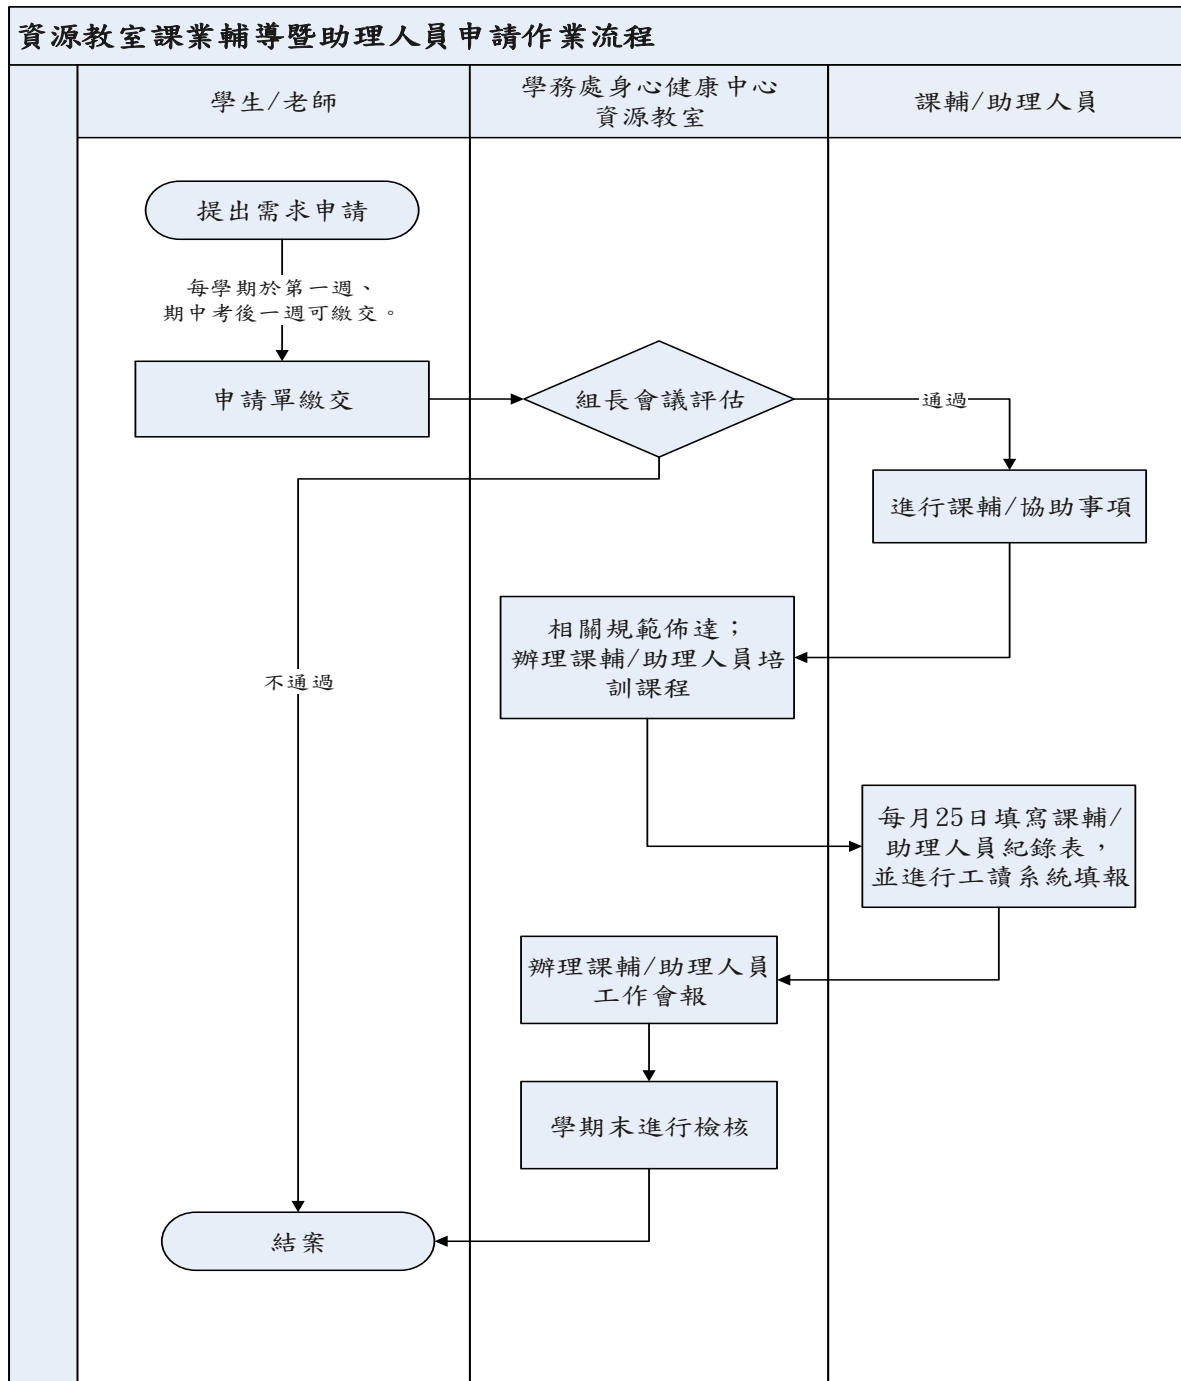 資源教室課業輔導暨助理人員申請作業流程
學生/老師
學務處身心健康中心
資源教室
課輔/助理人員
提出需求申請
每學期於第一週、
期中考後一週可繳交。
申請單繳交
組長會議評估
通過
進行課輔/協助事項
相關規範佈達；
辦理課輔/助理人員培
訓課程
不通過
每月25日填寫課輔/
助理人員紀錄表，
並進行工讀系統填報
辦理課輔/助理人員
工作會報
學期末進行檢核
結案